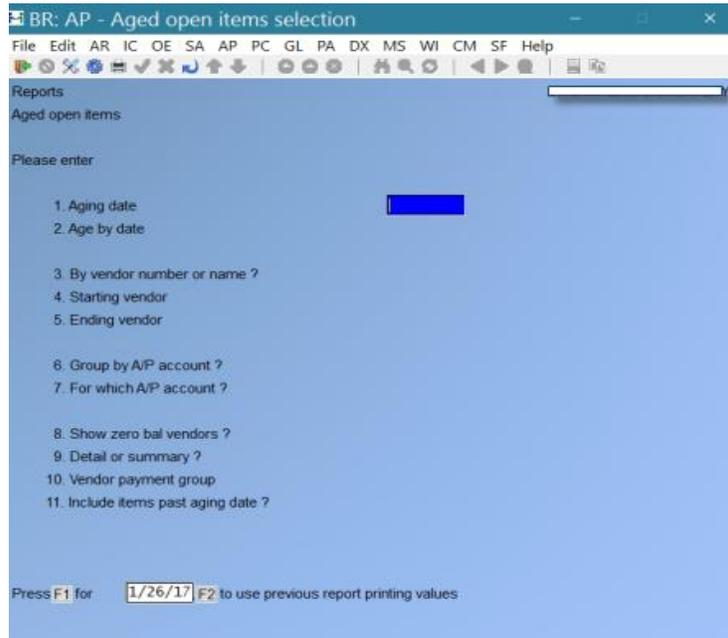 BR: AP - Aged open items selection
File Edit AR IC OE SA AP PC GL PA DX MS WI CM SF Help
Reports
Aged open items
Please enter
1. Aging date
2. Age by date
3. By vendor number or name ?
4. Starting vendor
5. Ending vendor
6. Group by A/P account ?
7. For which A/P account ?
8. Show zero bal vendors ?
9. Detail or summary ?
10. Vendor payment group
11. Include items past aging date ?
Press F1 for 1/26/17, F2 to use previous report printing values